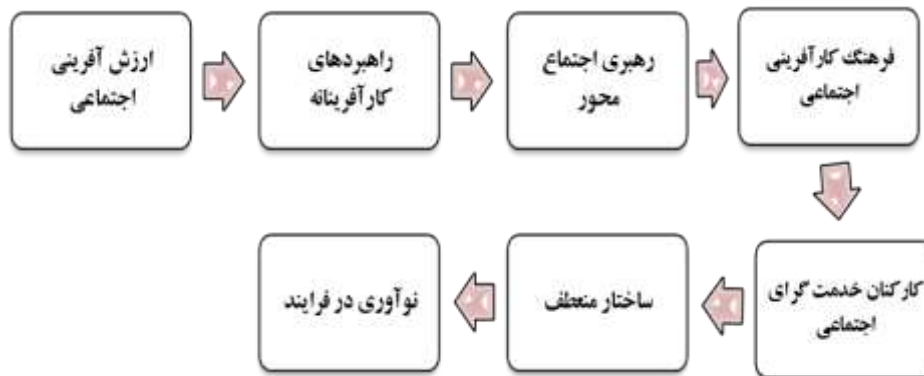 ارزش آفرینی
اجتماعی
راهبردهای
کارآفرینانه
رهبری اجتماع
محور
فرهنگ کارآفرینی
اجتماعی
کارکنان خدمت گرای
اجتماعی
ساختار منعطف
نوآوری در فرایند